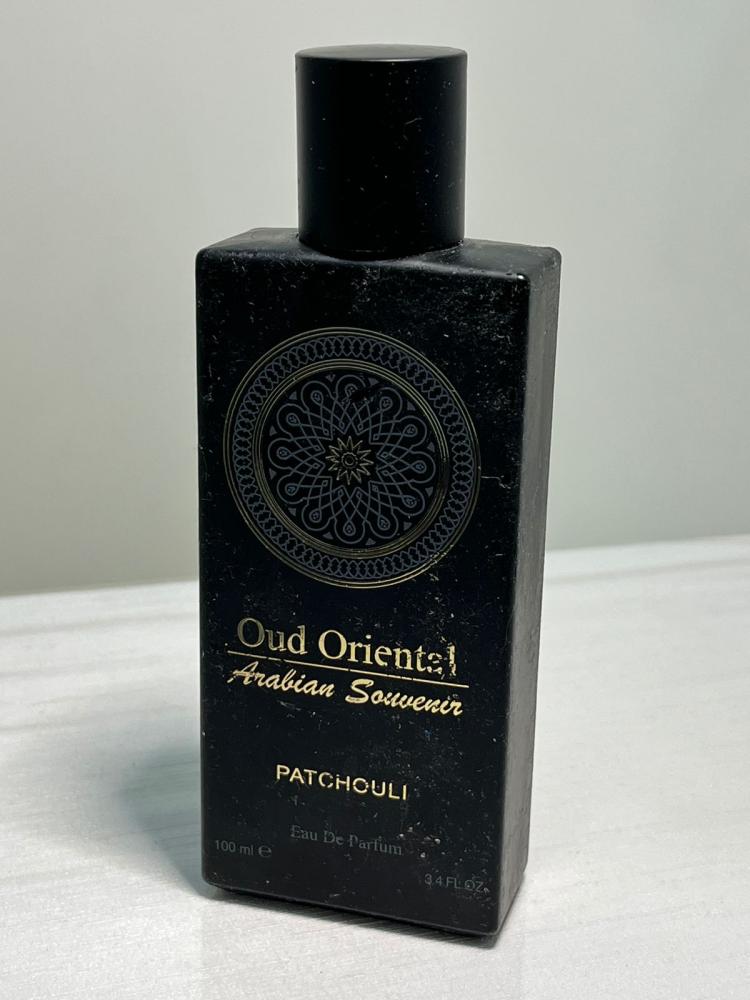 Oud Oriental
Arabian Souvenir
PATCHOULI
Eau De Parfum
100 ml ℮
3.4 FL.OZ.